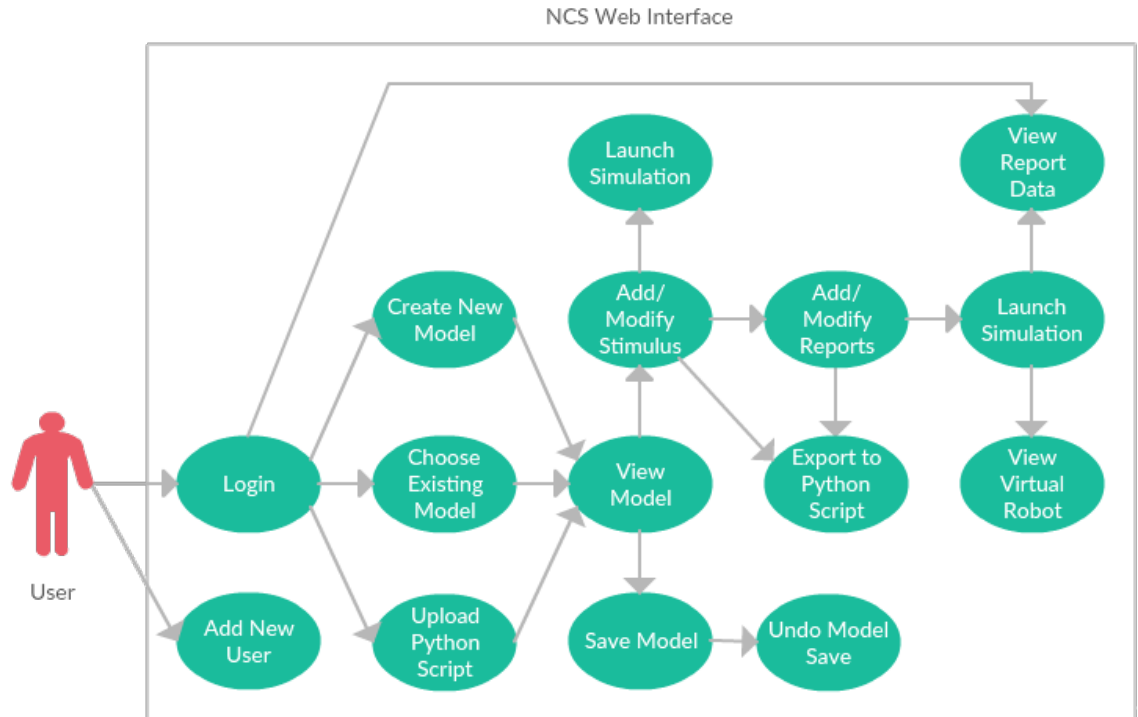 NCS Web Interface
Launch
Simulation
View
Report
Data
Create New
Model
Add/
Modify
Stimulus
Add/
Modify
Reports
Launch
Simulation
Login
Choose
Existing
Model
View
Model
Export to
Python
Script
View
Virtual
Robot
User
Add New
User
Upload
Python
Script
Save Model
Undo Model
Save